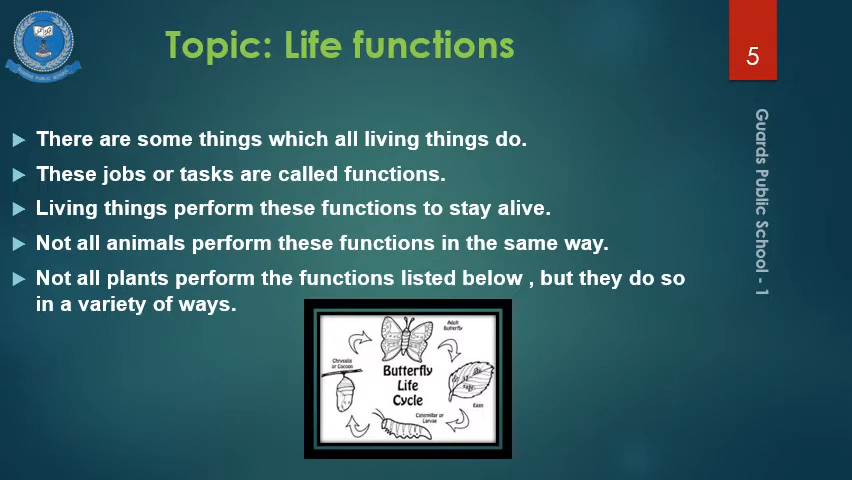 Topic: Life functions
5
There are some things which all living things do.
These jobs or tasks are called functions.
Living things perform these functions to stay alive.
Not all animals perform these functions in the same way.
Not all plants perform the functions listed below , but they do so
in a variety of ways.
Guards Public School - 1
Adult
Butterfly
Chrysalis
or Cocoon
Butterfly
Life
Cycle
Eggs
Caterpillar or
Larvae